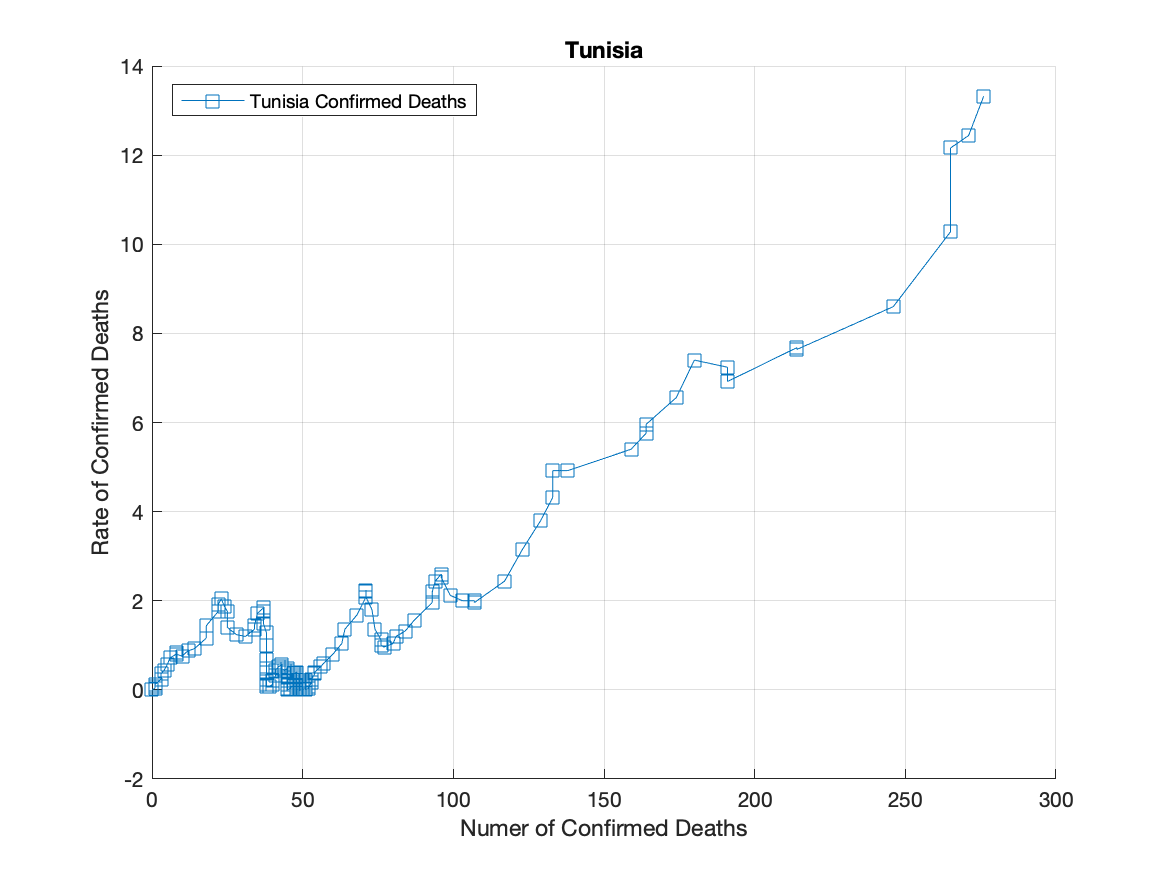 Tunisia
Tunisia Confirmed Deaths
14
12
10
8
6
4
2
0
-2
Rate of Confirmed Deaths
0 50 100 150 200 250 300
Numer of Confirmed Deaths